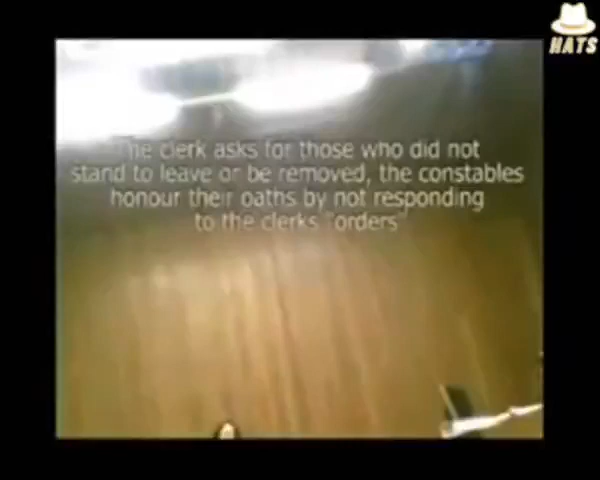 The clerk asks for those who did not
stand to leave or be removed, the constables
honour their oaths by not responding
to the clerks "orders"
HATS